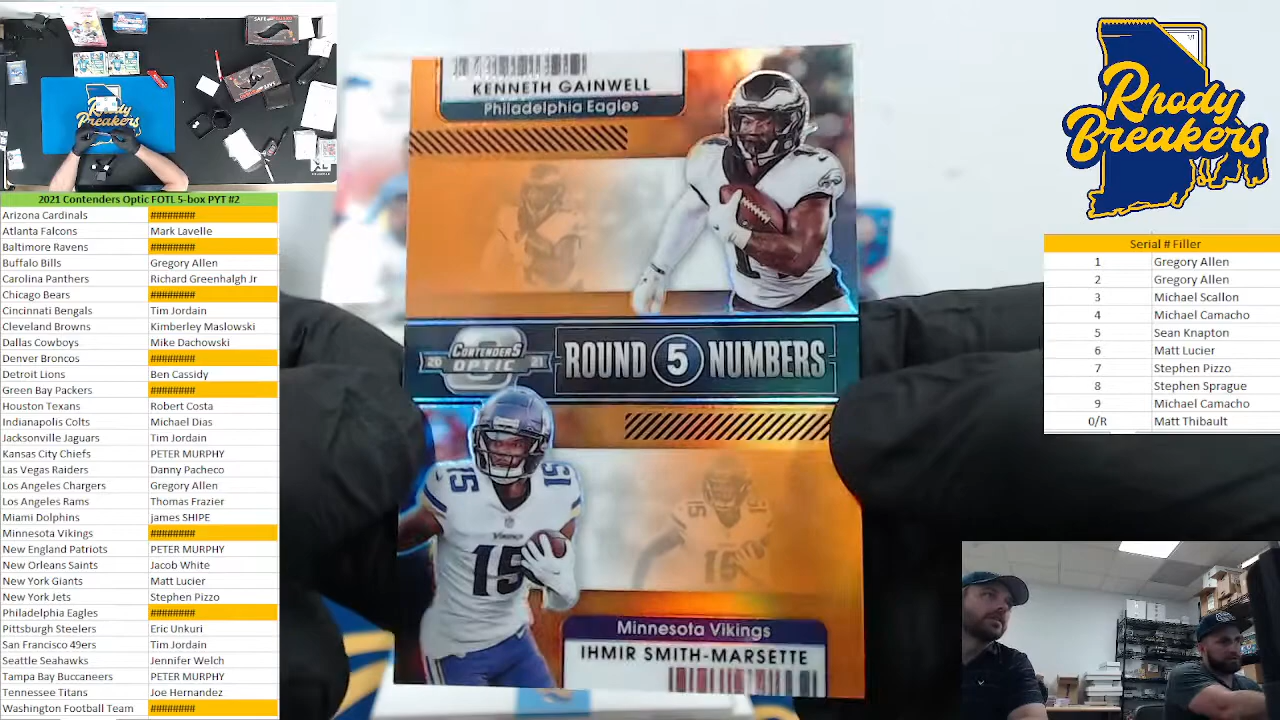 2021 Contenders Optic FOTL 5-box PYT #2
Arizona Cardinals ########
Atlanta Falcons Mark Lavelle
Baltimore Ravens ########
Buffalo Bills Gregory Allen
Carolina Panthers Richard Greenhalgh Jr
Chicago Bears ########
Cincinnati Bengals Tim Jordain
Cleveland Browns Kimberley Maslowski
Dallas Cowboys Mike Dachowski
Denver Broncos ########
Detroit Lions Ben Cassidy
Green Bay Packers ########
Houston Texans Robert Costa
Indianapolis Colts Michael Dias
Jacksonville Jaguars Tim Jordain
Kansas City Chiefs PETER MURPHY
Las Vegas Raiders Danny Pacheco
Los Angeles Chargers Gregory Allen
Los Angeles Rams Thomas Frazier
Miami Dolphins james SHIPE
Minnesota Vikings ########
New England Patriots PETER MURPHY
New Orleans Saints Jacob White
New York Giants Matt Lucier
New York Jets Stephen Pizzo
Philadelphia Eagles ########
Pittsburgh Steelers Eric Unkuri
San Francisco 49ers Tim Jordain
Seattle Seahawks Jennifer Welch
Tampa Bay Buccaneers PETER MURPHY
Tennessee Titans Joe Hernandez
Washington Football Team ########
KENNETH GAINWELL
Philadelphia Eagles
20 CONTENDERS OPTIC 21
ROUND 5 NUMBERS
15
15
15
Minnesota Vikings
IHMIR SMITH-MARSETTE
1/1
Rhody
Breakers
Serial # Filler
1 Gregory Allen
2 Gregory Allen
3 Michael Scallon
4 Michael Camacho
5 Sean Knapton
6 Matt Lucier
7 Stephen Pizzo
8 Stephen Sprague
9 Michael Camacho
0/R Matt Thibault
Rhody
Breakers